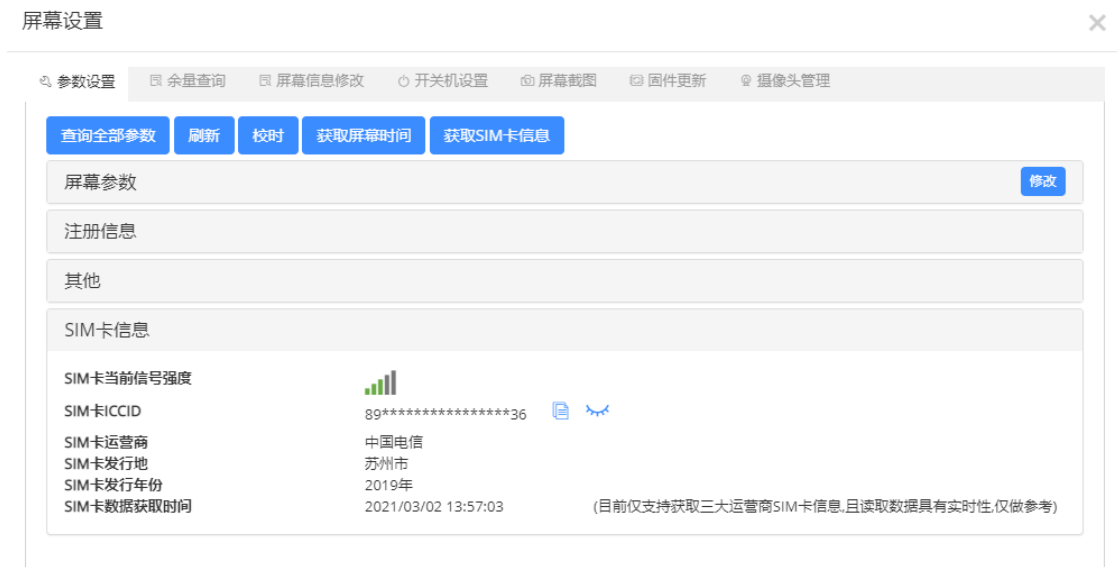 屏幕设置
参数设置 余量查询 屏幕信息修改 开关机设置 屏幕截图 固件更新 摄像头管理
查询全部参数 刷新 校时 获取屏幕时间 获取SIM卡信息
屏幕参数 修改
注册信息
其他
SIM卡信息
SIM卡当前信号强度
SIM卡ICCID 89****************36
SIM卡运营商 中国电信
SIM卡发行地 苏州市
SIM卡发行年份 2019年
SIM卡数据获取时间 2021/03/02 13:57:03 (目前仅支持获取三大运营商SIM卡信息,且读取数据具有实时性,仅做参考)